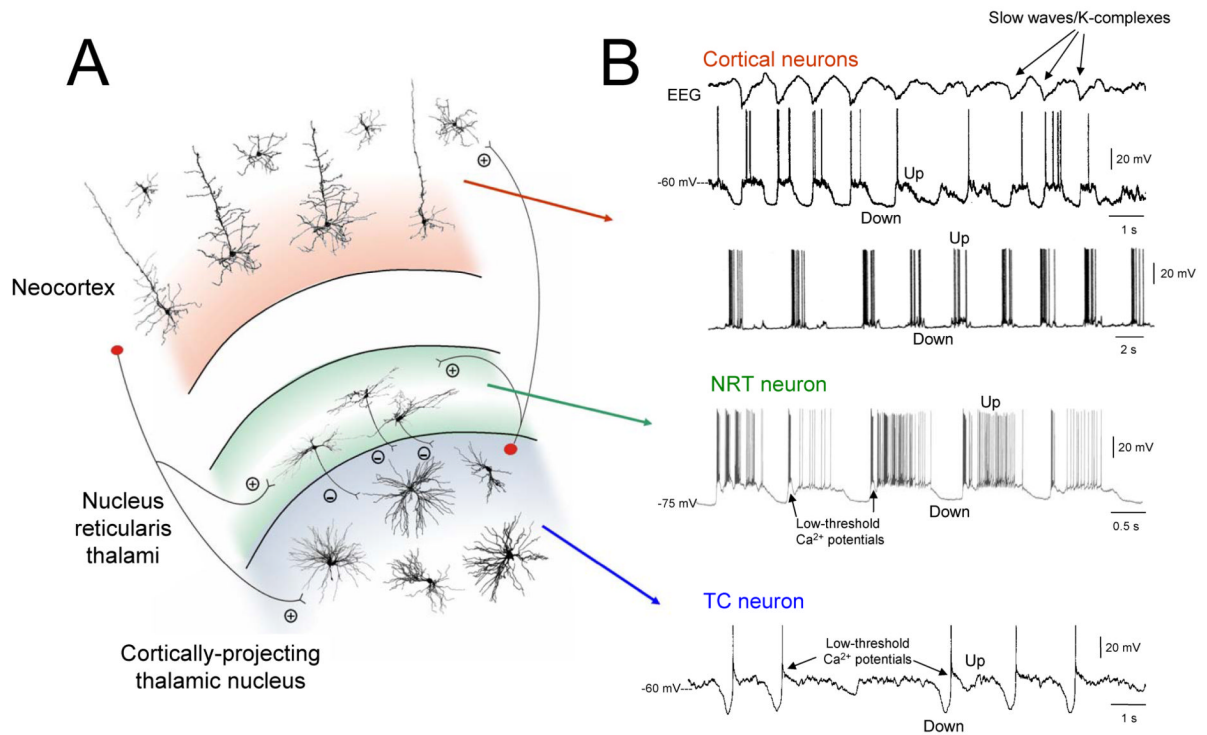 A
Neocortex
Nucleus
reticularis
thalami
Cortically-projecting
thalamic nucleus
+
+
+
+
-
-
-
B
Slow waves/K-complexes
Cortical neurons
EEG
20 mV
-60 mV
Up
Down
1 s
Up
20 mV
Down
2 s
NRT neuron
Up
20 mV
-75 mV
Low-threshold
Ca²⁺ potentials
Down
0.5 s
TC neuron
Low-threshold
Ca²⁺ potentials
Up
20 mV
-60 mV
Down
1 s